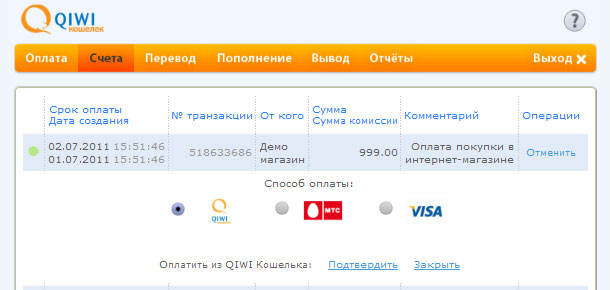 QIWI
кошелек
?
Оплата Счета Перевод Пополнение Вывод Отчёты Выход
Срок оплаты
Дата создания
№ транзакции
От кого
Сумма
Сумма комиссии
Комментарий
Операции
02.07.2011 15:51:46
01.07.2011 15:51:46
518633686
Демо
магазин
999.00
Оплата покупки в
интернет-магазине
Отменить
Способ оплаты:
QIWI
КОШЕЛЕК
МТС
VISA
Оплатить из QIWI Кошелька: Подтвердить Закрыть